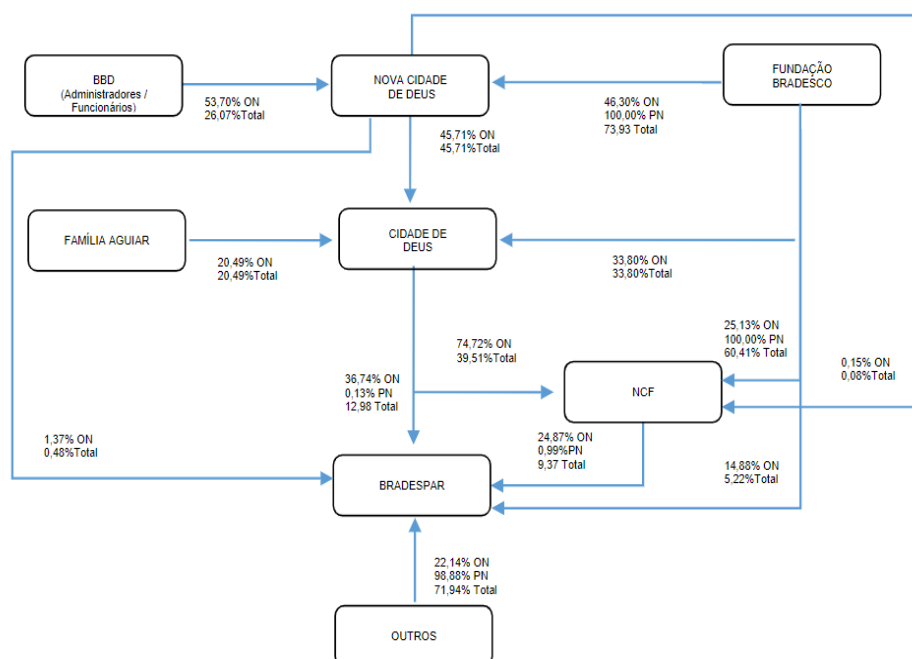 BBD
(Administradores /
Funcionários)
NOVA CIDADE
DE DEUS
FUNDAÇÃO
BRADESCO
53,70% ON
26,07%Total
46,30% ON
100,00% PN
73,93 Total
45,71% ON
45,71%Total
FAMÍLIA AGUIAR
CIDADE DE
DEUS
20,49% ON
20,49%Total
33,80% ON
33,80%Total
74,72% ON
39,51%Total
25,13% ON
100,00% PN
60,41% Total
0,15% ON
0,08%Total
36,74% ON
0,13% PN
12,98 Total
NCF
1,37% ON
0,48%Total
24,87% ON
0,99%PN
9,37 Total
14,88% ON
5,22%Total
BRADESPAR
22,14% ON
98,88% PN
71,94% Total
OUTROS